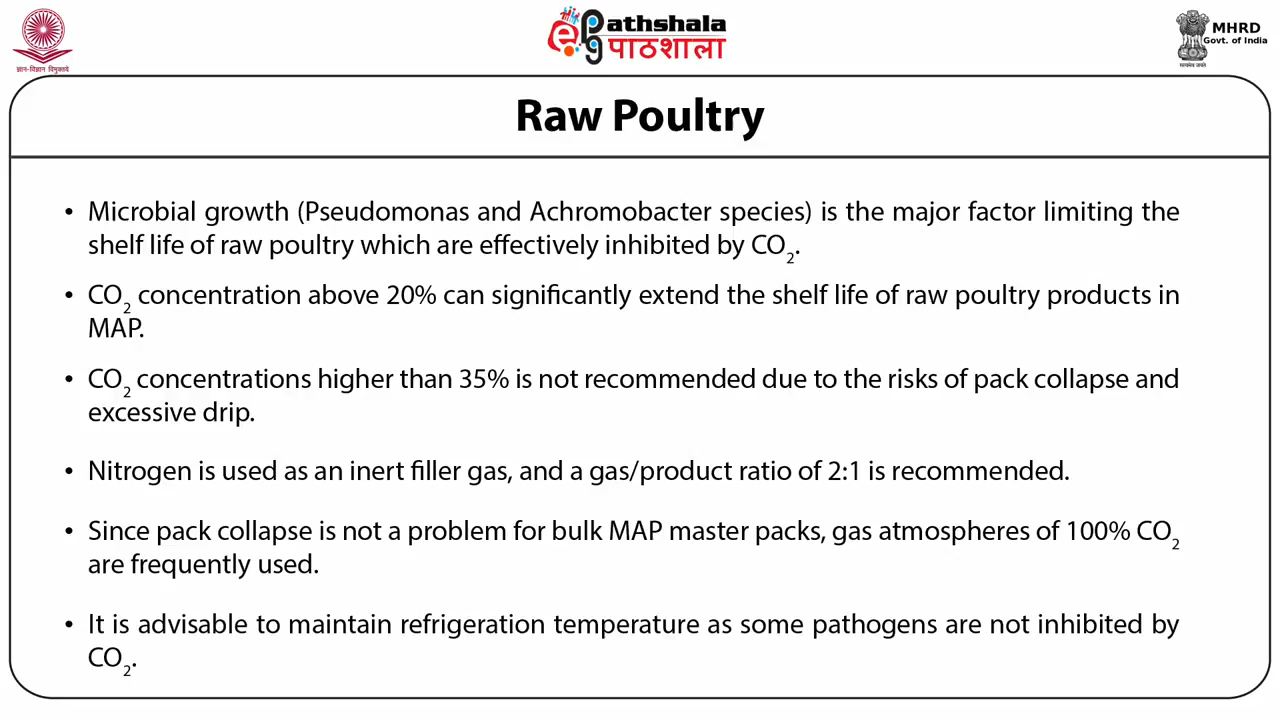 ज्ञान-विज्ञान विमुक्तये
epg Pathshala
पाठशाला
MHRD
Govt. of India
सत्यमेव जयते
Raw Poultry
• Microbial growth (Pseudomonas and Achromobacter species) is the major factor limiting the
shelf life of raw poultry which are effectively inhibited by CO₂.
• CO₂ concentration above 20% can significantly extend the shelf life of raw poultry products in
MAP.
• CO₂ concentrations higher than 35% is not recommended due to the risks of pack collapse and
excessive drip.
• Nitrogen is used as an inert filler gas, and a gas/product ratio of 2:1 is recommended.
• Since pack collapse is not a problem for bulk MAP master packs, gas atmospheres of 100% CO₂
are frequently used.
• It is advisable to maintain refrigeration temperature as some pathogens are not inhibited by
CO₂.